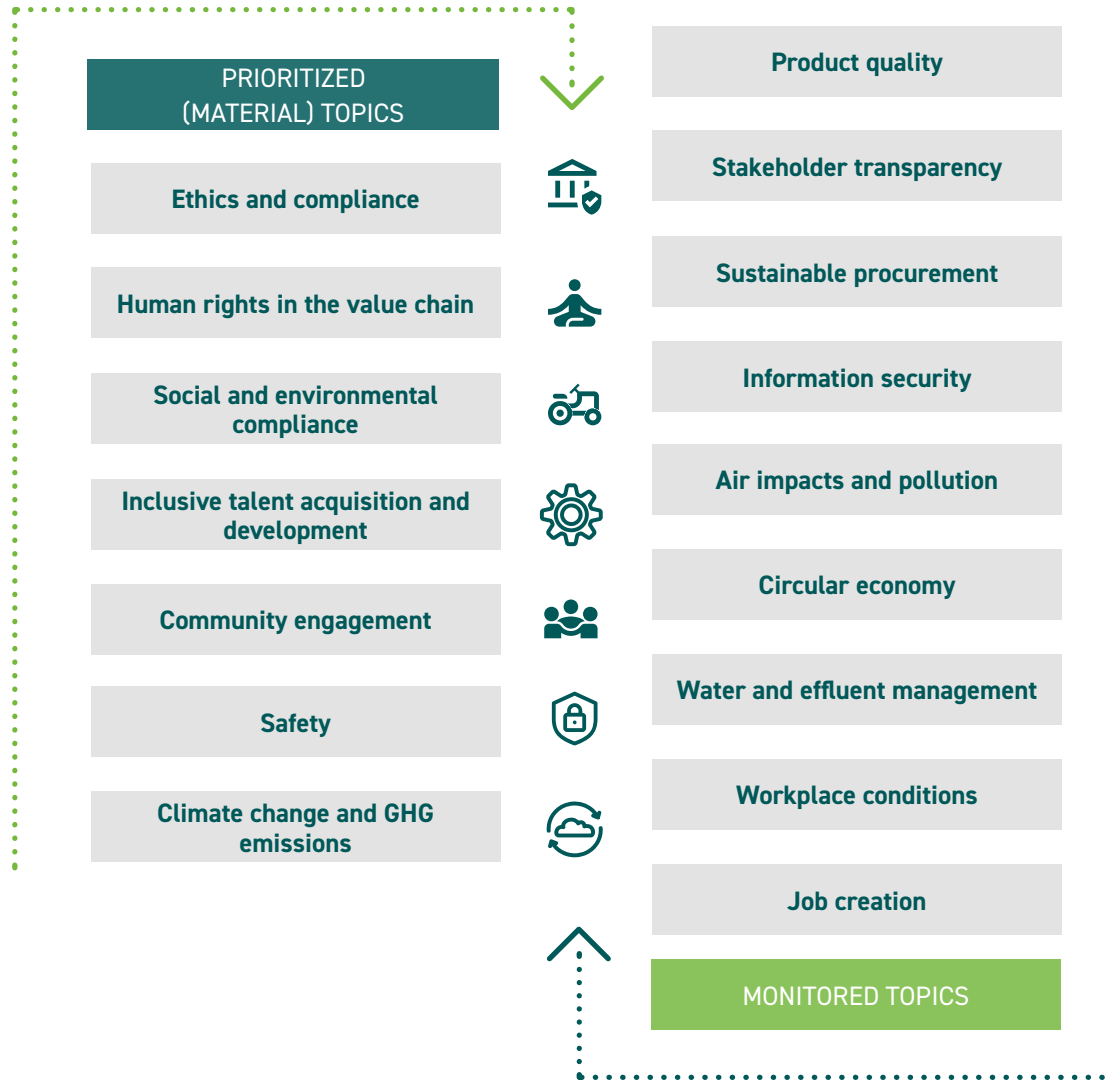 PRIORITIZED
(MATERIAL) TOPICS
Ethics and compliance
Human rights in the value chain
Social and environmental
compliance
Inclusive talent acquisition and
development
Community engagement
Safety
Climate change and GHG
emissions
Product quality
Stakeholder transparency
Sustainable procurement
Information security
Air impacts and pollution
Circular economy
Water and effluent management
Workplace conditions
Job creation
MONITORED TOPICS